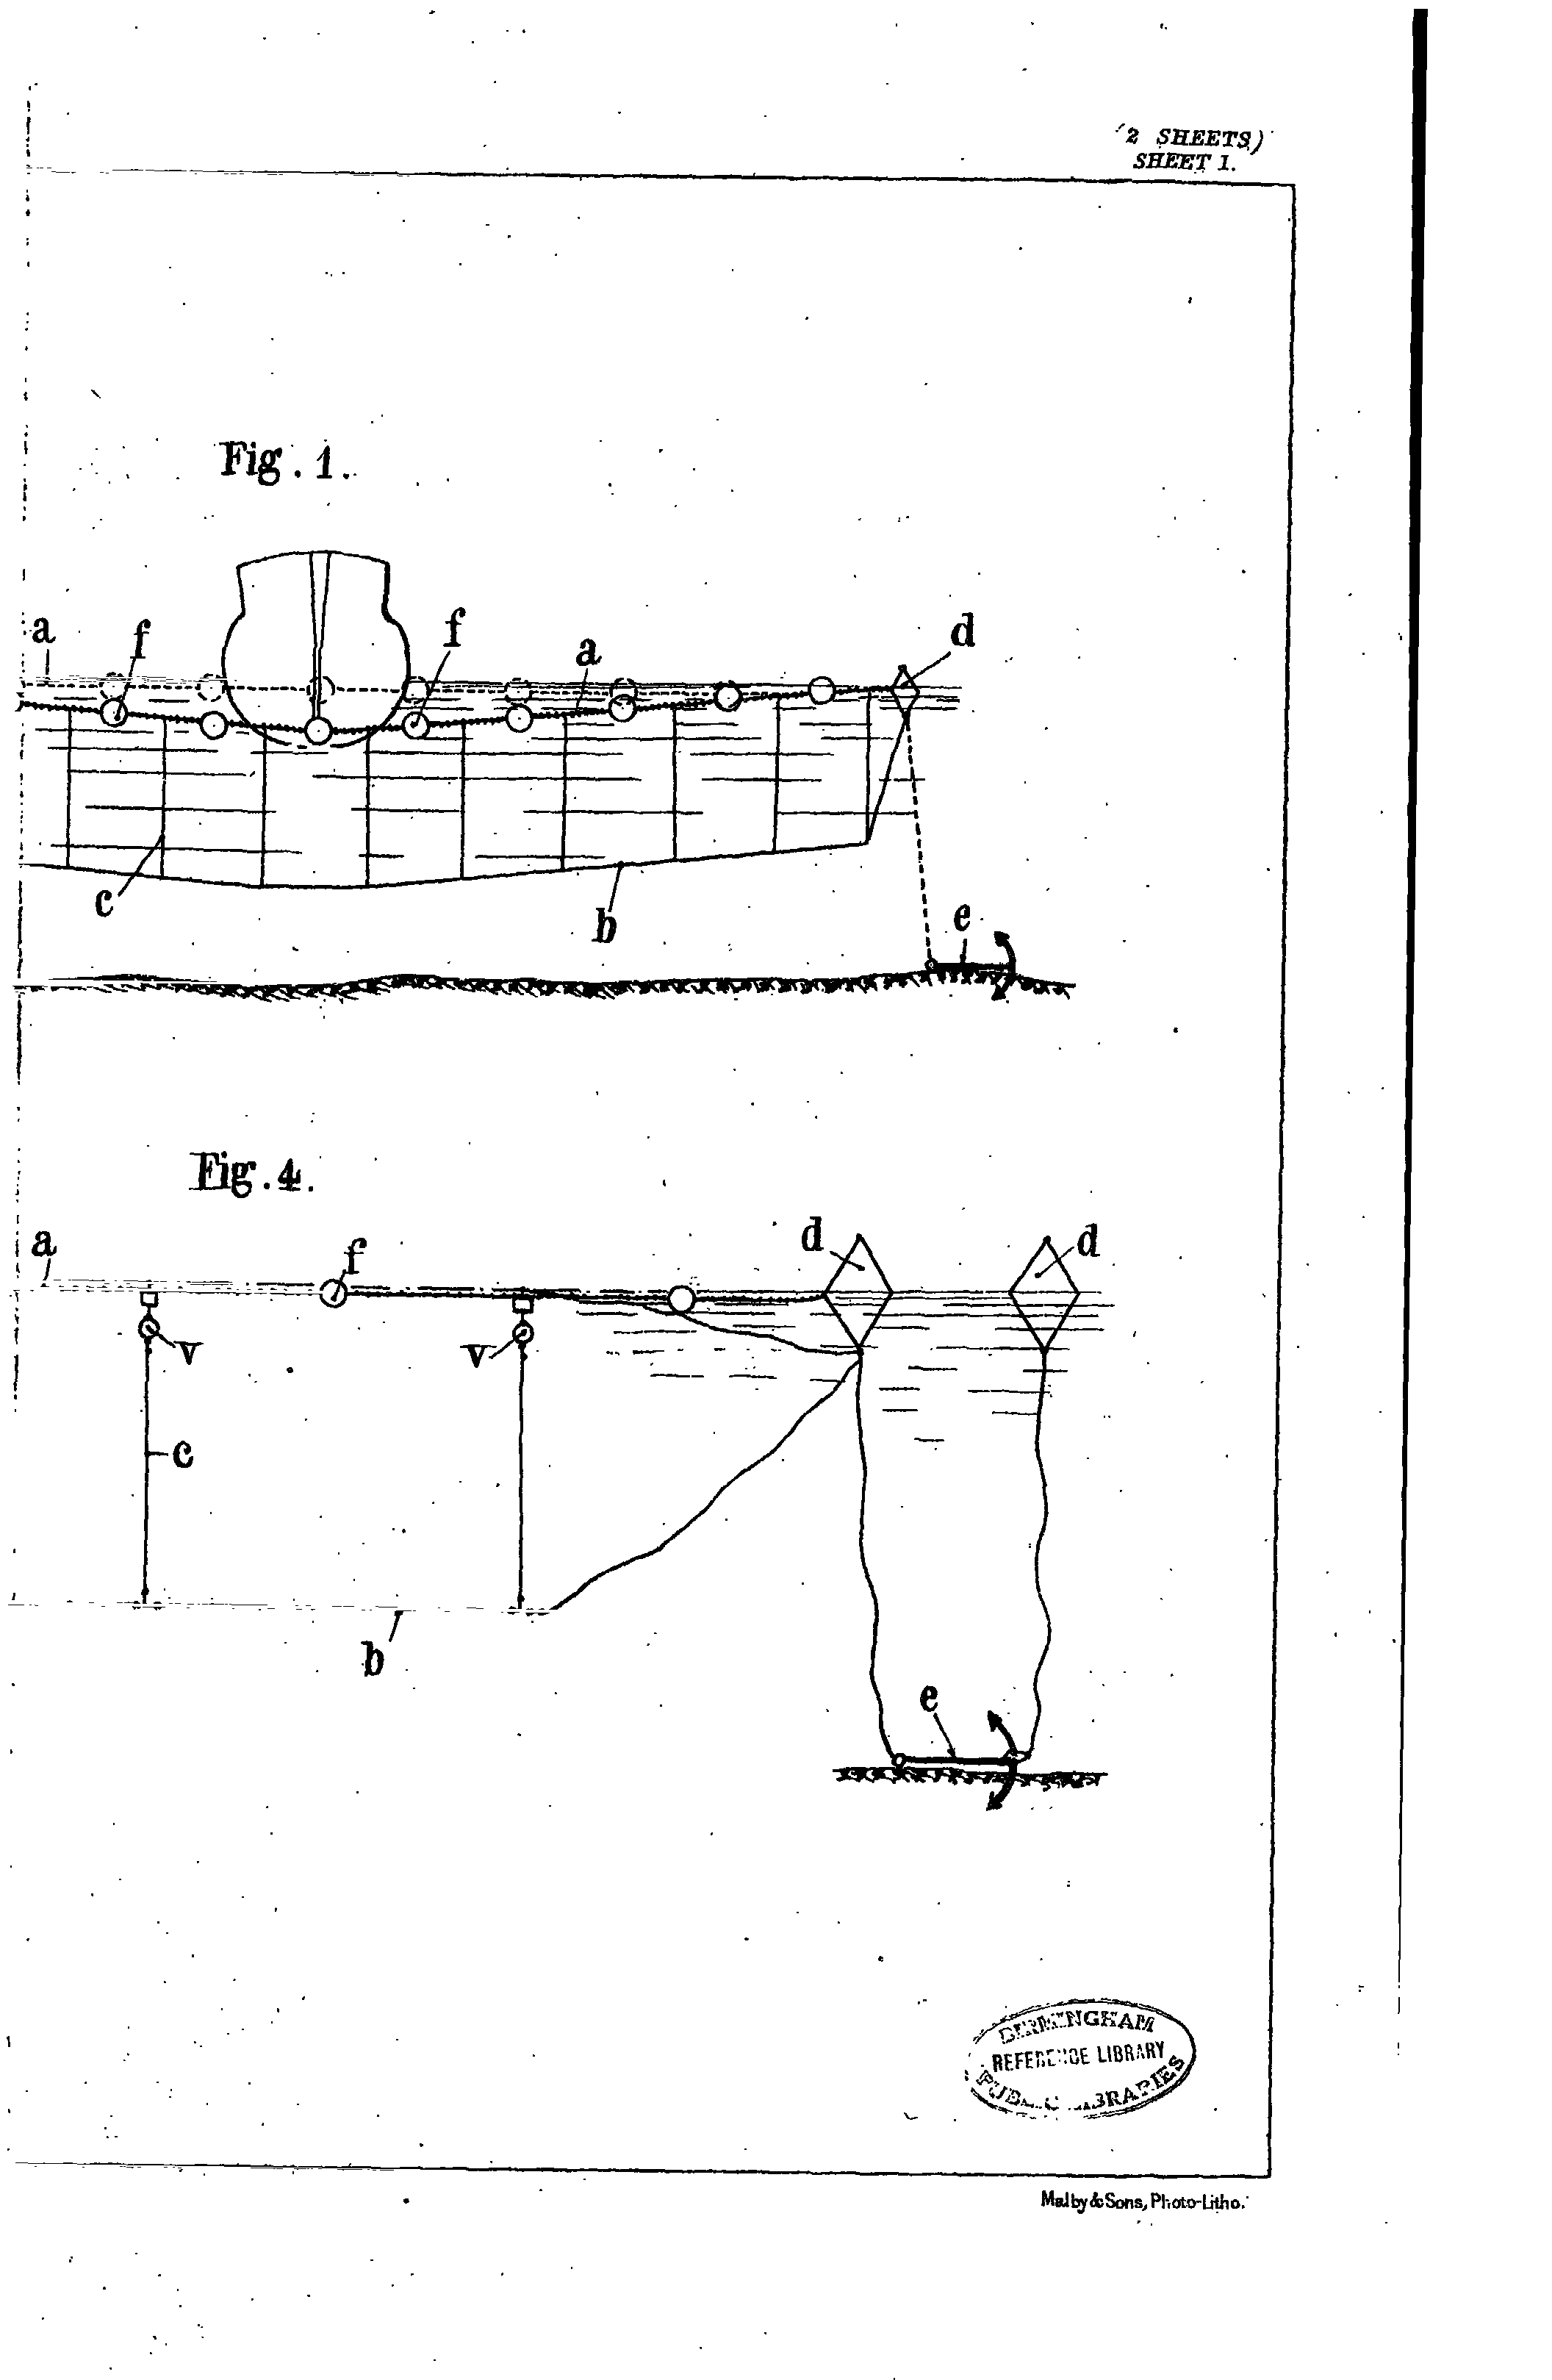 (2 SHEETS)
SHEET 1.
Fig. 1.
a
f
f
a
d
c
b
e
Fig. 4.
a
f
d
d
v
v
c
b
e
BIRMINGHAM
REFERENCE LIBRARY
PUBLIC LIBRARIES
Malby & Sons, Photo-Litho.